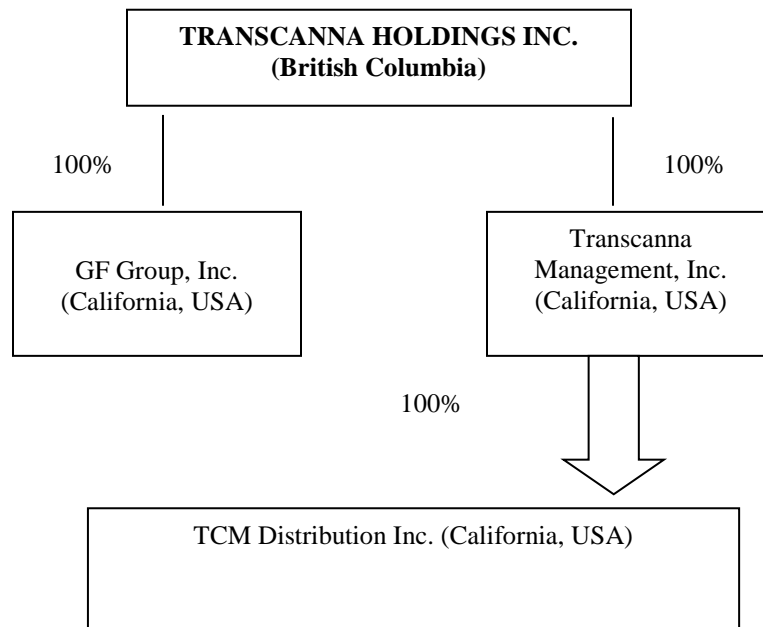 TRANSCANNA HOLDINGS INC.
(British Columbia)
100%
100%
GF Group, Inc.
(California, USA)
Transcanna
Management, Inc.
(California, USA)
100%
TCM Distribution Inc. (California, USA)